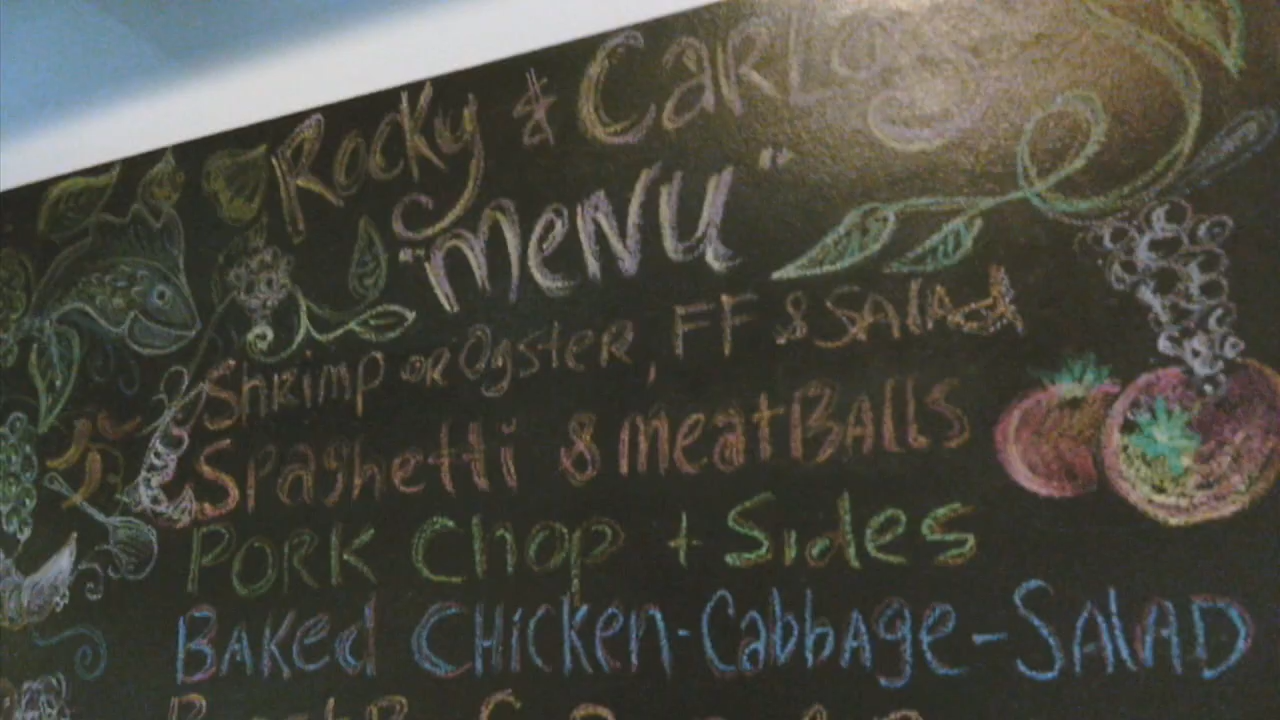 Rocky & CaRLos
"MeNU"
ShRimp oR OysteR, FF & SAlAd
Spaghetti & meatBAlls
PORK Chop + Sides
BAKed CHicken-CabbAge-SAlAD